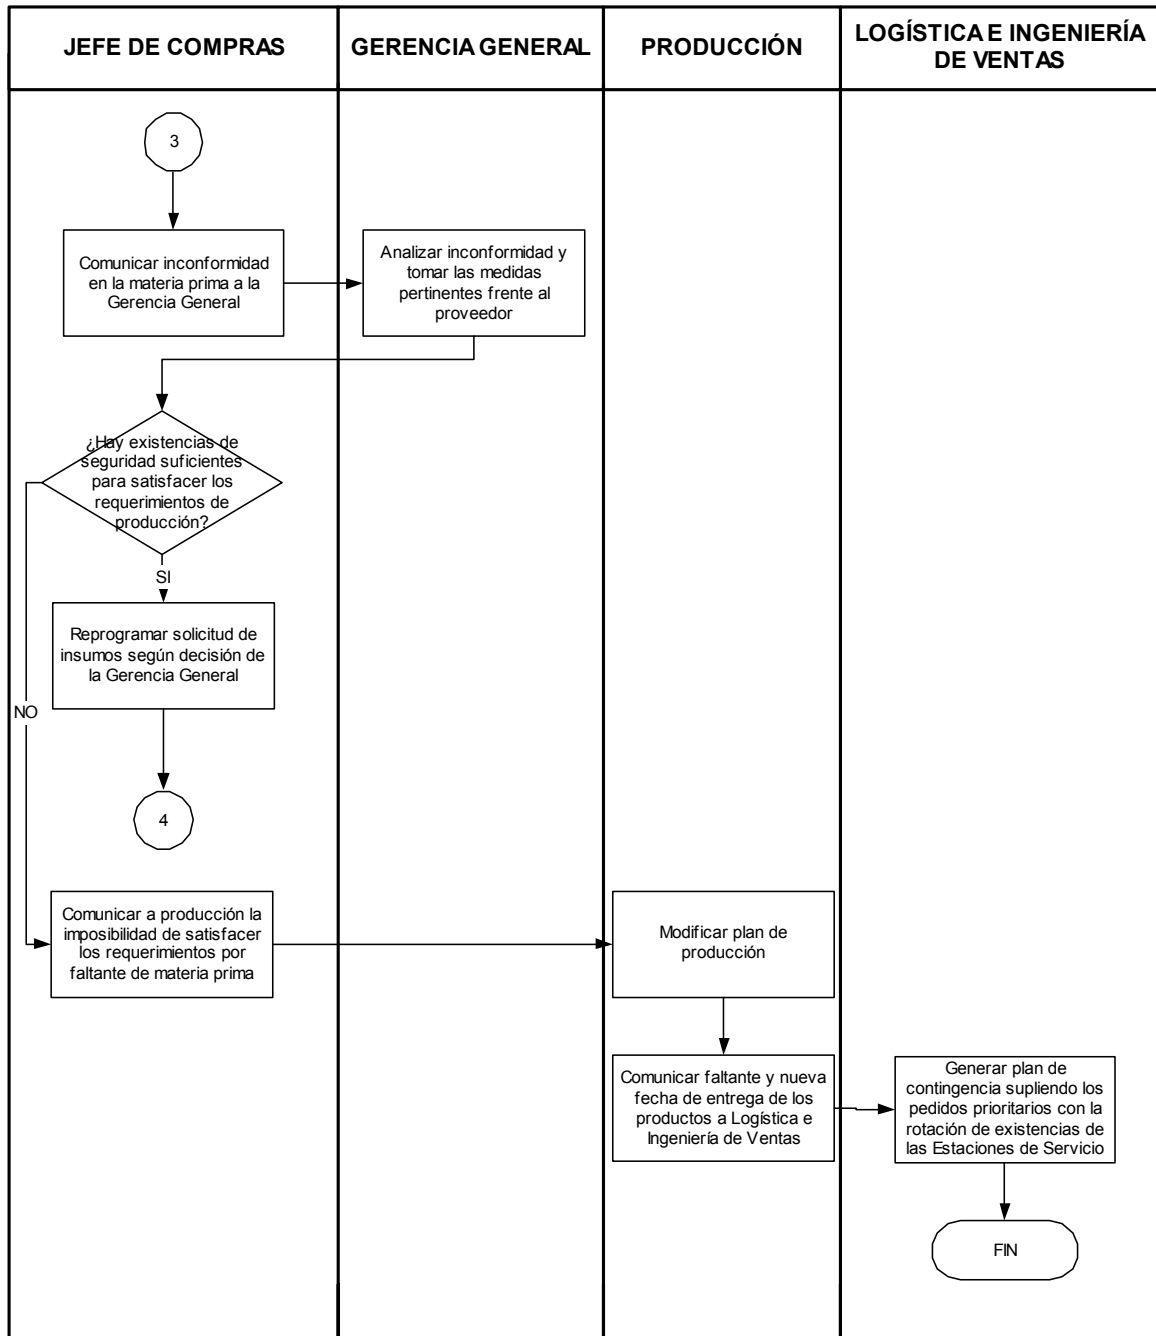 JEFE DE COMPRAS
GERENCIA GENERAL
PRODUCCIÓN
LOGÍSTICA E INGENIERÍA
DE VENTAS
3
Comunicar inconformidad
en la materia prima a la
Gerencia General
Analizar inconformidad y
tomar las medidas
pertinentes frente al
proveedor
¿Hay existencias de
seguridad suficientes
para satisfacer los
requerimientos de
producción?
SI
Reprogramar solicitud de
insumos según decisión de
la Gerencia General
NO
4
Comunicar a producción la
imposibilidad de satisfacer
los requerimientos por
faltante de materia prima
Modificar plan de
producción
Comunicar faltante y nueva
fecha de entrega de los
productos a Logística e
Ingeniería de Ventas
Generar plan de
contingencia supliendo los
pedidos prioritarios con la
rotación de existencias de
las Estaciones de Servicio
FIN